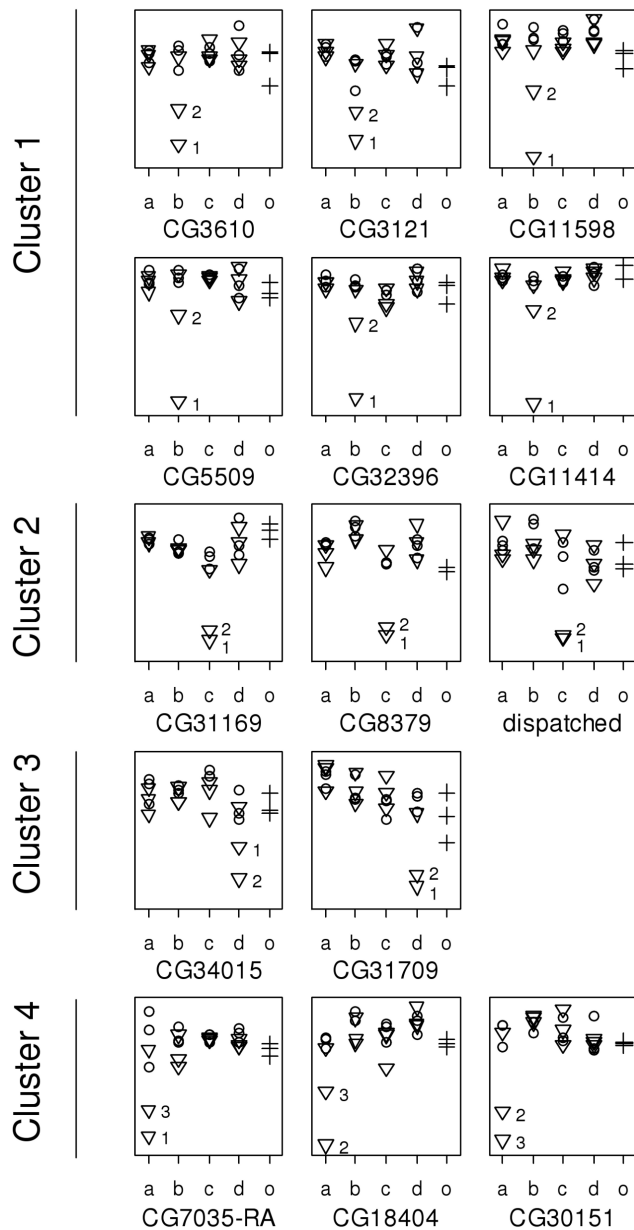 Cluster 1
2
1
2
1
2
1
a b c d o
a b c d o
a b c d o
CG3610
CG3121
CG11598
2
1
2
1
2
1
a b c d o
a b c d o
a b c d o
CG5509
CG32396
CG11414
Cluster 2
2
1
2
1
2
1
a b c d o
a b c d o
a b c d o
CG31169
CG8379
dispatched
Cluster 3
1
2
2
1
a b c d o
a b c d o
CG34015
CG31709
Cluster 4
3
1
3
2
2
3
a b c d o
a b c d o
a b c d o
CG7035-RA
CG18404
CG30151